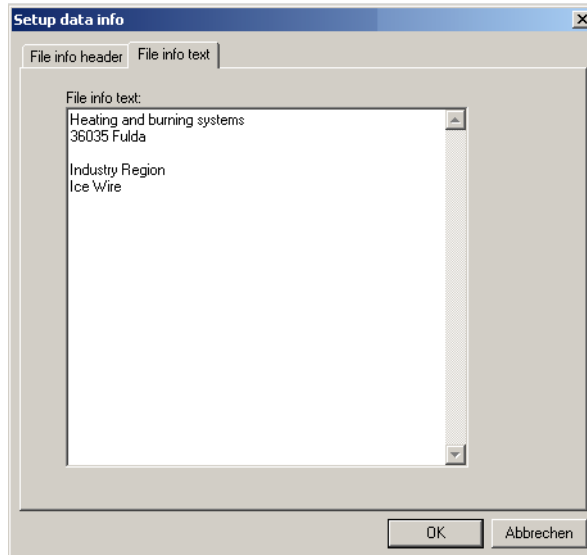 Setup data info
File info header
File info text
File info text:
Heating and burning systems
36035 Fulda
Industry Region
Ice Wire
OK
Abbrechen